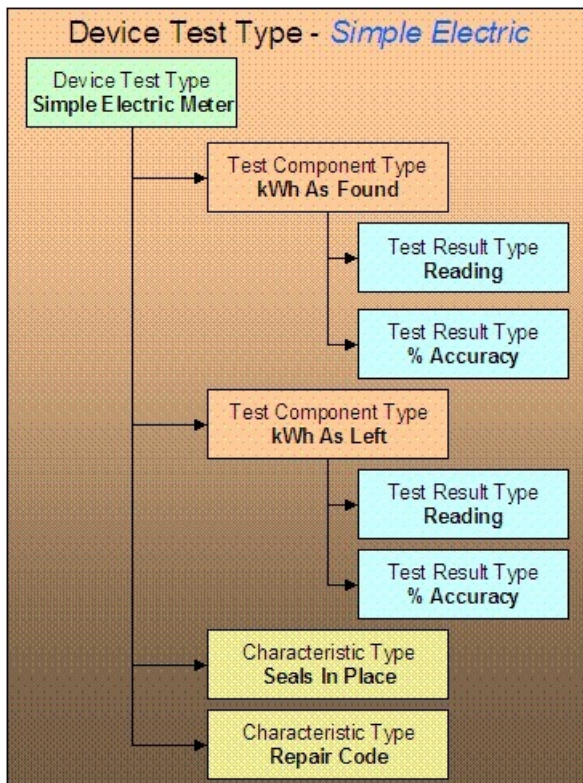 Device Test Type - Simple Electric
Device Test Type
Simple Electric Meter
Test Component Type
kWh As Found
Test Result Type
Reading
Test Result Type
% Accuracy
Test Component Type
kWh As Left
Test Result Type
Reading
Test Result Type
% Accuracy
Characteristic Type
Seals In Place
Characteristic Type
Repair Code